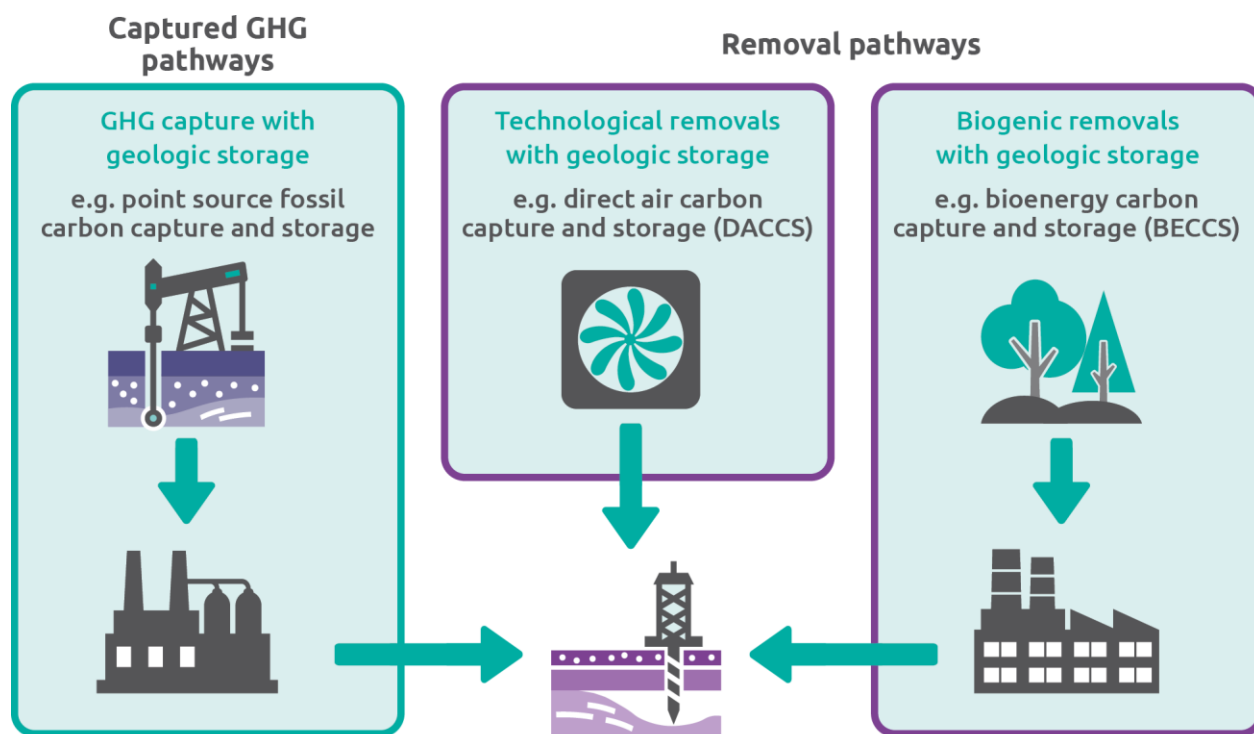 Captured GHG
pathways
Removal pathways
GHG capture with
geologic storage
e.g. point source fossil
carbon capture and storage
Technological removals
with geologic storage
e.g. direct air carbon
capture and storage (DACCS)
Biogenic removals
with geologic storage
e.g. bioenergy carbon
capture and storage (BECCS)